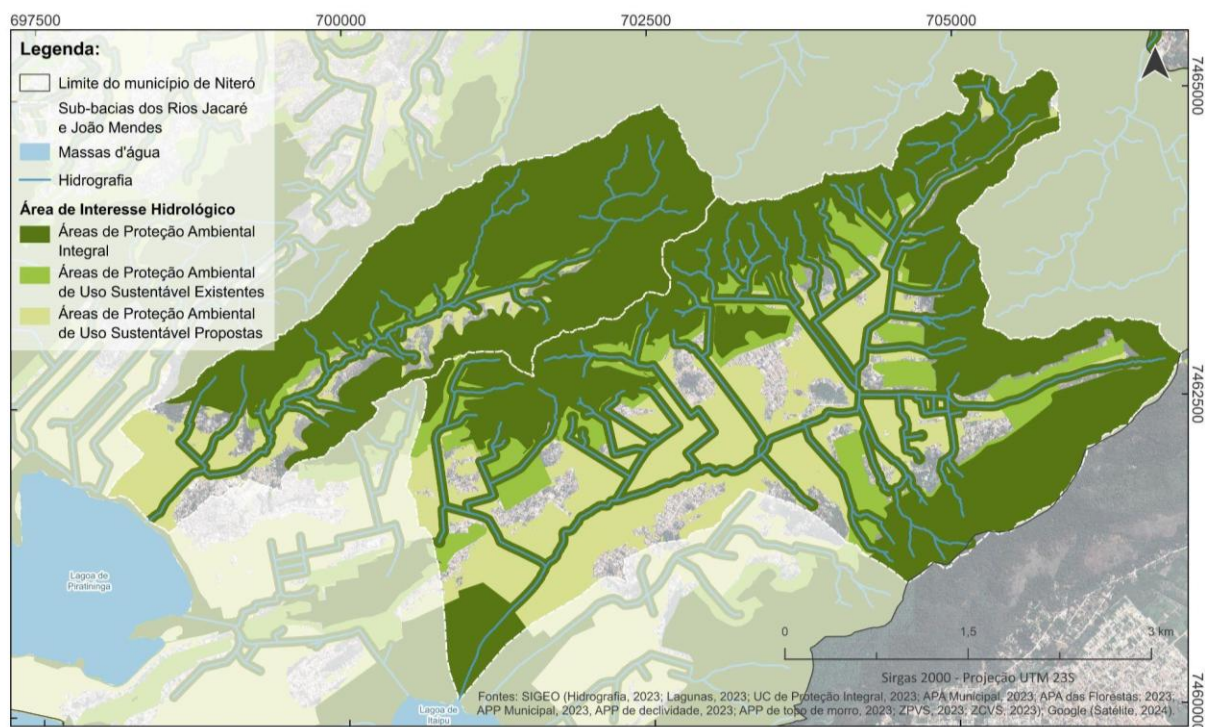 697500
700000
702500
705000
Legenda:
Limite do município de Niteró
Sub-bacias dos Rios Jacaré
e João Mendes
Massas d'água
Hidrografia
Área de Interesse Hidrológico
Áreas de Proteção Ambiental
Integral
Áreas de Proteção Ambiental
de Uso Sustentável Existentes
Áreas de Proteção Ambiental
de Uso Sustentável Propostas
7465000
7462500
7460000
Lagoa de
Piratininga
Lagoa de
Itaipu
0
1,5
3 km
Sirgas 2000 - Projeção UTM 23S
Fontes: SIGEO (Hidrografia, 2023; Lagunas, 2023; UC de Proteção Integral, 2023; APA Municipal, 2023; APA das Florestas; 2023;
APP Municipal, 2023, APP de declividade, 2023; APP de topo de morro, 2023; ZPVS, 2023; ZCVS; 2023); Google (Satélite, 2024).